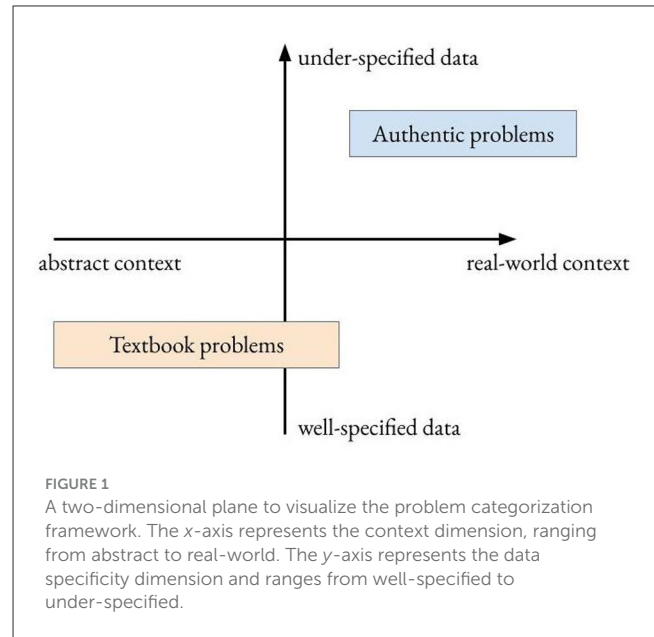 under-specified data
Authentic problems
abstract context
real-world context
Textbook problems
well-specified data
FIGURE 1
A two-dimensional plane to visualize the problem categorization
framework. The x-axis represents the context dimension, ranging
from abstract to real-world. The y-axis represents the data
specificity dimension and ranges from well-specified to
under-specified.